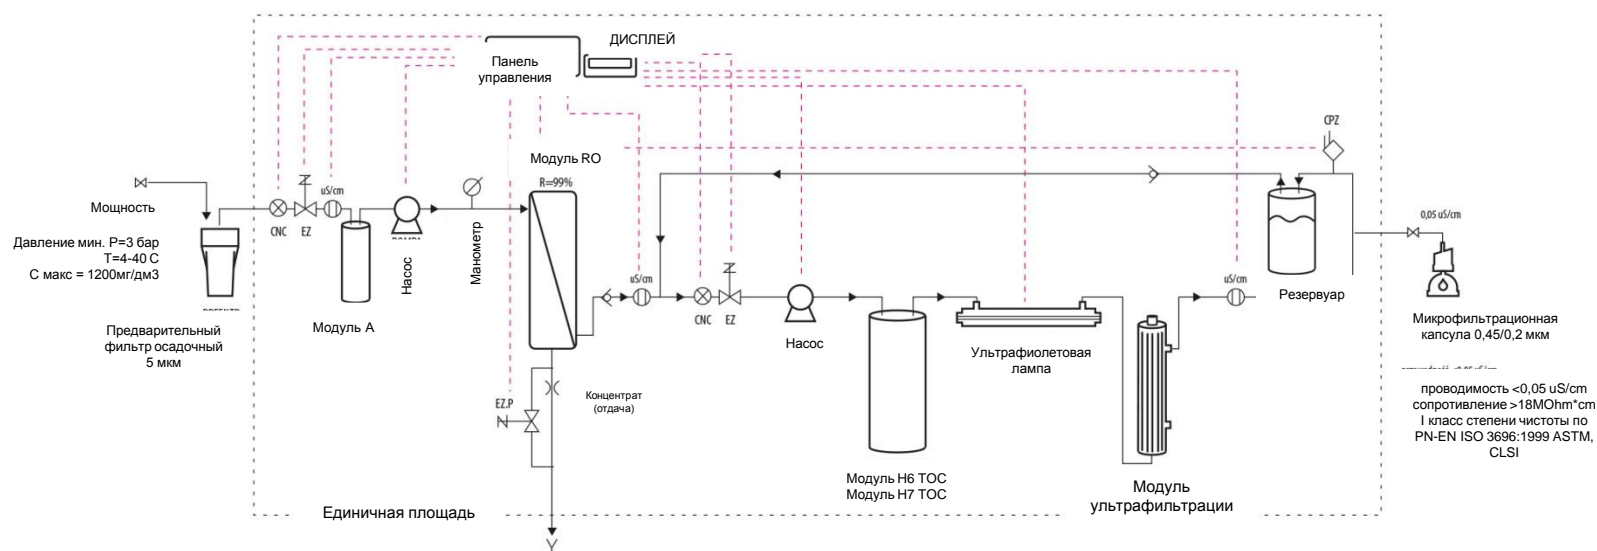 ДИСПЛЕЙ
Панель
управления
CPZ
Модуль RO
R=99%
Мощность
uS/cm
CNC
EZ
0,05 uS/cm
Давление мин. P=3 бар
T=4-40 С
С макс = 1200мг/дм3
Насос
Манометр
uS/cm
uS/cm
Резервуар
CNC
EZ
Модуль А
Предварительный
фильтр осадочный
5 мкм
Насос
Ультрафиолетовая
лампа
Микрофильтрационная
капсула 0,45/0,2 мкм
EZ.P
Концентрат
(отдача)
проводимость <0,05 uS/cm
сопротивление >18MOhm*cm
I класс степени чистоты по
PN-EN ISO 3696:1999 ASTM,
CLSI
Модуль H6 TOC
Модуль H7 TOC
Модуль
ультрафильтрации
Единичная площадь